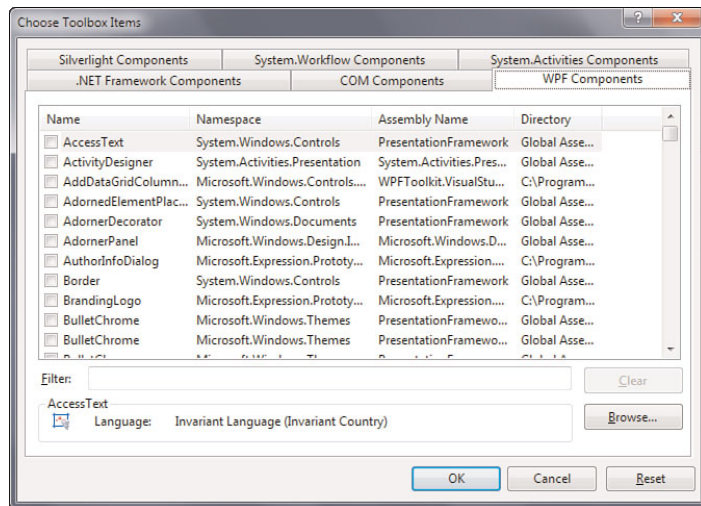 Choose Toolbox Items
Silverlight Components System.Workflow Components System.Activities Components
.NET Framework Components COM Components WPF Components
Name Namespace Assembly Name Directory
AccessText System.Windows.Controls PresentationFramework Global Asse...
ActivityDesigner System.Activities.Presentation System.Activities.Pres... Global Asse...
AddDataGridColumn... Microsoft.Windows.Controls.... WPFToolkit.VisualStu... C:\Program...
AdornedElementPlac... System.Windows.Controls PresentationFramework Global Asse...
AdornerDecorator System.Windows.Documents PresentationFramework Global Asse...
AdornerPanel Microsoft.Windows.Design.I... Microsoft.Windows.D... Global Asse...
AuthorInfoDialog Microsoft.Expression.Prototy... Microsoft.Expression.... C:\Program...
Border System.Windows.Controls PresentationFramework Global Asse...
BrandingLogo Microsoft.Expression.Prototy... Microsoft.Expression.... C:\Program...
BulletChrome Microsoft.Windows.Themes PresentationFramewo... Global Asse...
BulletChrome Microsoft.Windows.Themes PresentationFramewo... Global Asse...
Filter: Clear
AccessText
Language: Invariant Language (Invariant Country) Browse...
OK Cancel Reset